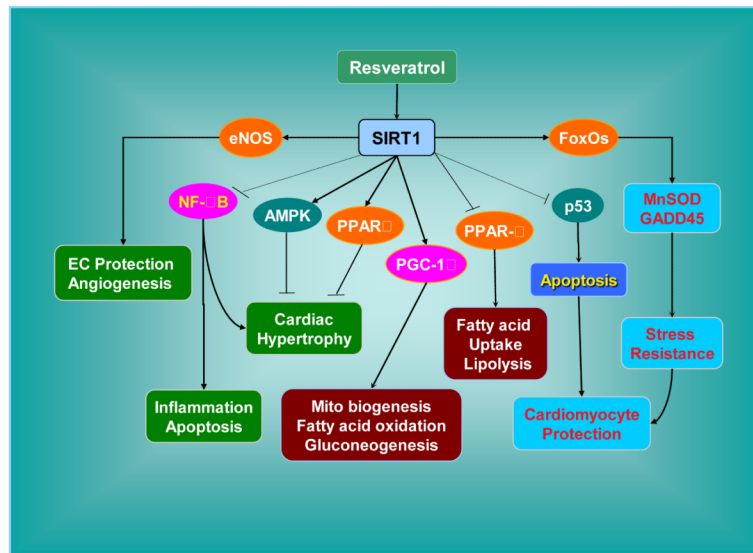 Resveratrol
eNOS
SIRT1
FoxOs
NF-□B
AMPK
PPAR□
PPAR-□
p53
MnSOD
GADD45
PGC-1□
EC Protection
Angiogenesis
Apoptosis
Cardiac
Hypertrophy
Fatty acid
Uptake
Lipolysis
Stress
Resistance
Inflammation
Apoptosis
Mito biogenesis
Fatty acid oxidation
Gluconeogenesis
Cardiomyocyte
Protection